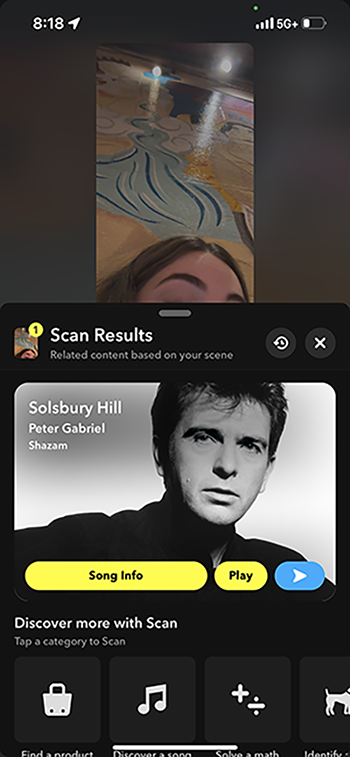 8:18
5G+
1
Scan Results
Related content based on your scene
Solsbury Hill
Peter Gabriel
Shazam
Song Info
Play
Discover more with Scan
Tap a category to Scan
Find a product
Discover a song
Solve a math
Identify